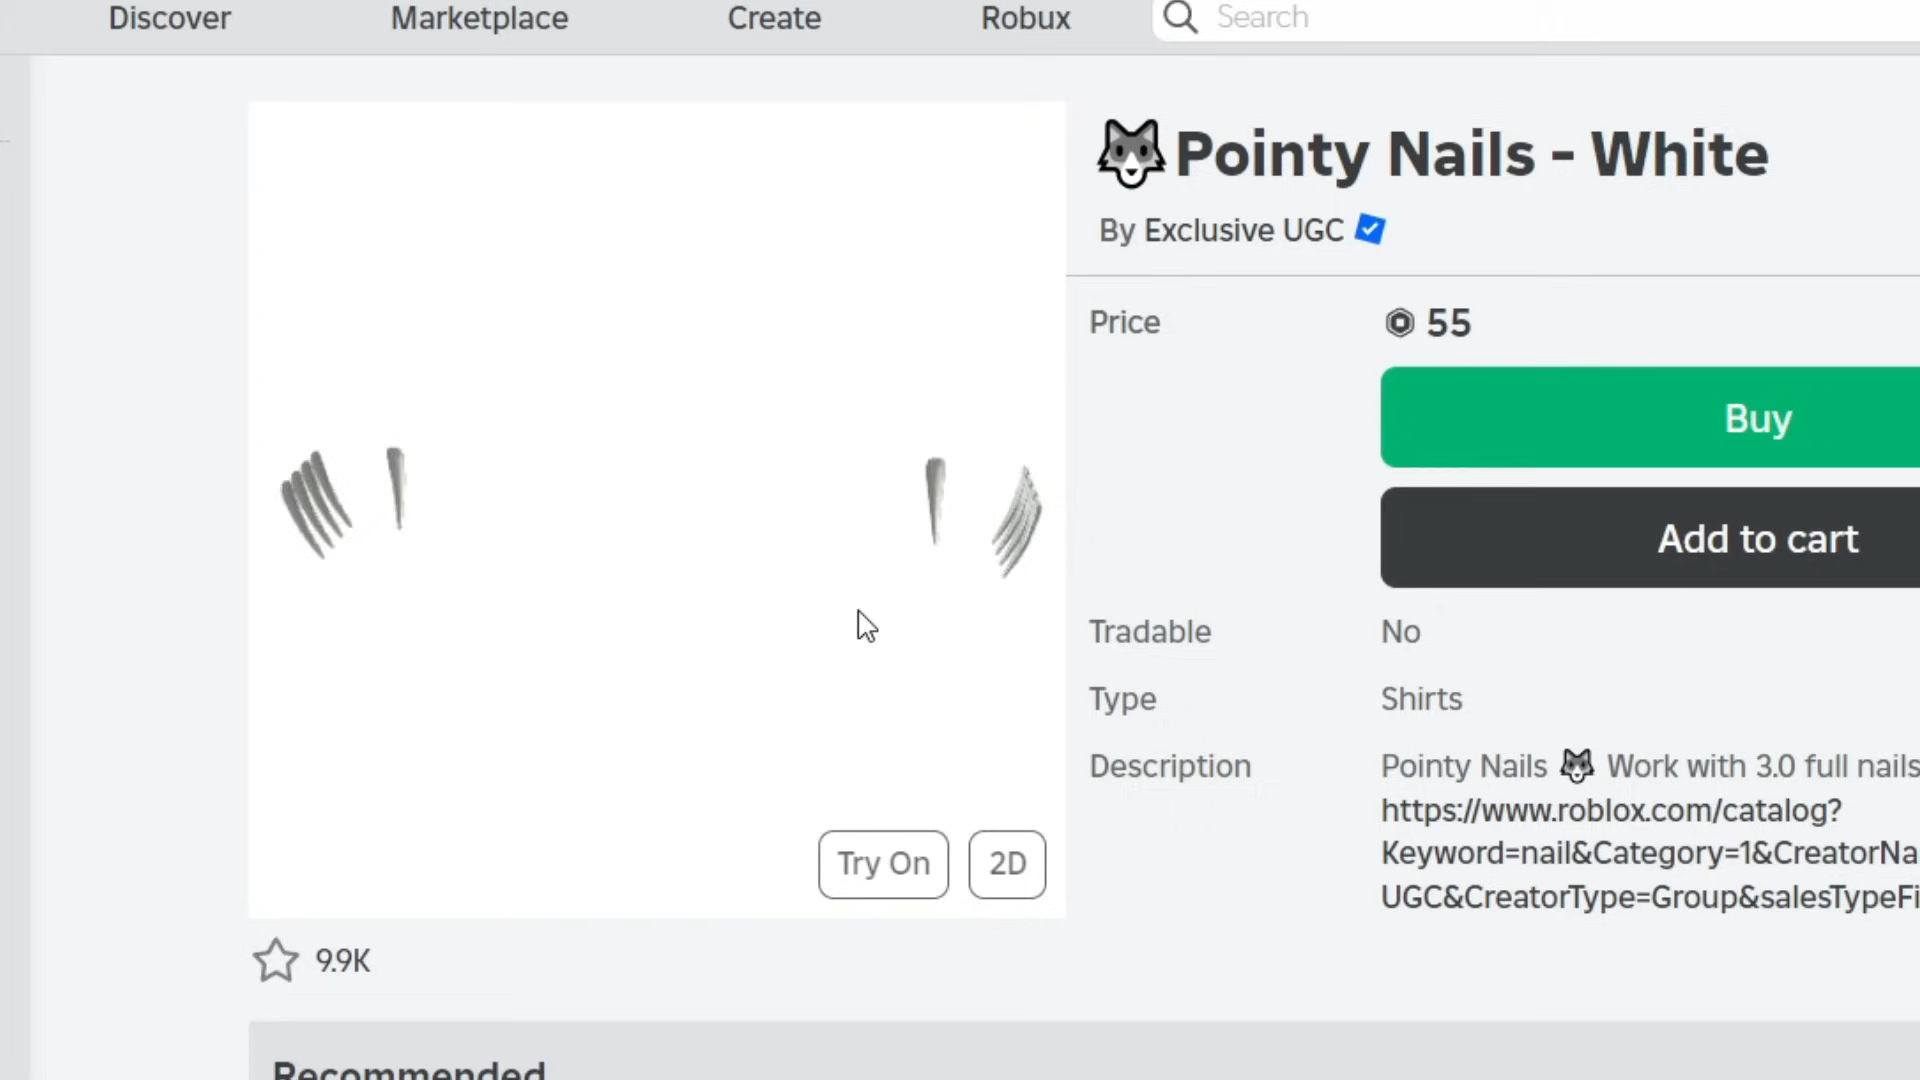 Discover Marketplace Create Robux Search
🐺Pointy Nails - White
By Exclusive UGC
Price 55
Buy
Add to cart
Tradable No
Type Shirts
Description Pointy Nails 🐺 Work with 3.0 full nails
https://www.roblox.com/catalog?
Keyword=nail&Category=1&CreatorNa
UGC&CreatorType=Group&salesTypeFi
Try On 2D
9.9K
Recommended